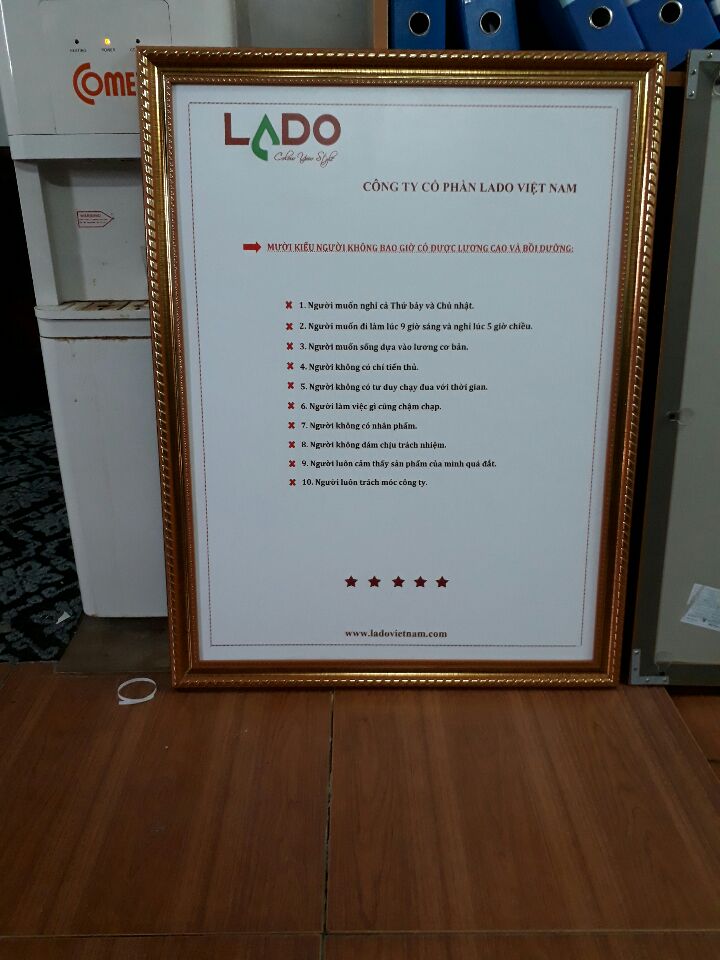 HEATING POWER
COME
WARNING
LADO
Colour Your Style
CÔNG TY CỔ PHẦN LADO VIỆT NAM
MƯỜI KIỂU NGƯỜI KHÔNG BAO GIỜ CÓ ĐƯỢC LƯƠNG CAO VÀ BỒI DƯỠNG:
1. Người muốn nghỉ cả Thứ bảy và Chủ nhật.
2. Người muốn đi làm lúc 9 giờ sáng và nghỉ lúc 5 giờ chiều.
3. Người muốn sống dựa vào lương cơ bản.
4. Người không có chí tiến thủ.
5. Người không có tư duy chạy đua với thời gian.
6. Người làm việc gì cũng chậm chạp.
7. Người không có nhân phẩm.
8. Người không dám chịu trách nhiệm.
9. Người luôn cảm thấy sản phẩm của mình quá đắt.
10. Người luôn trách móc công ty.
www.ladovietnam.com